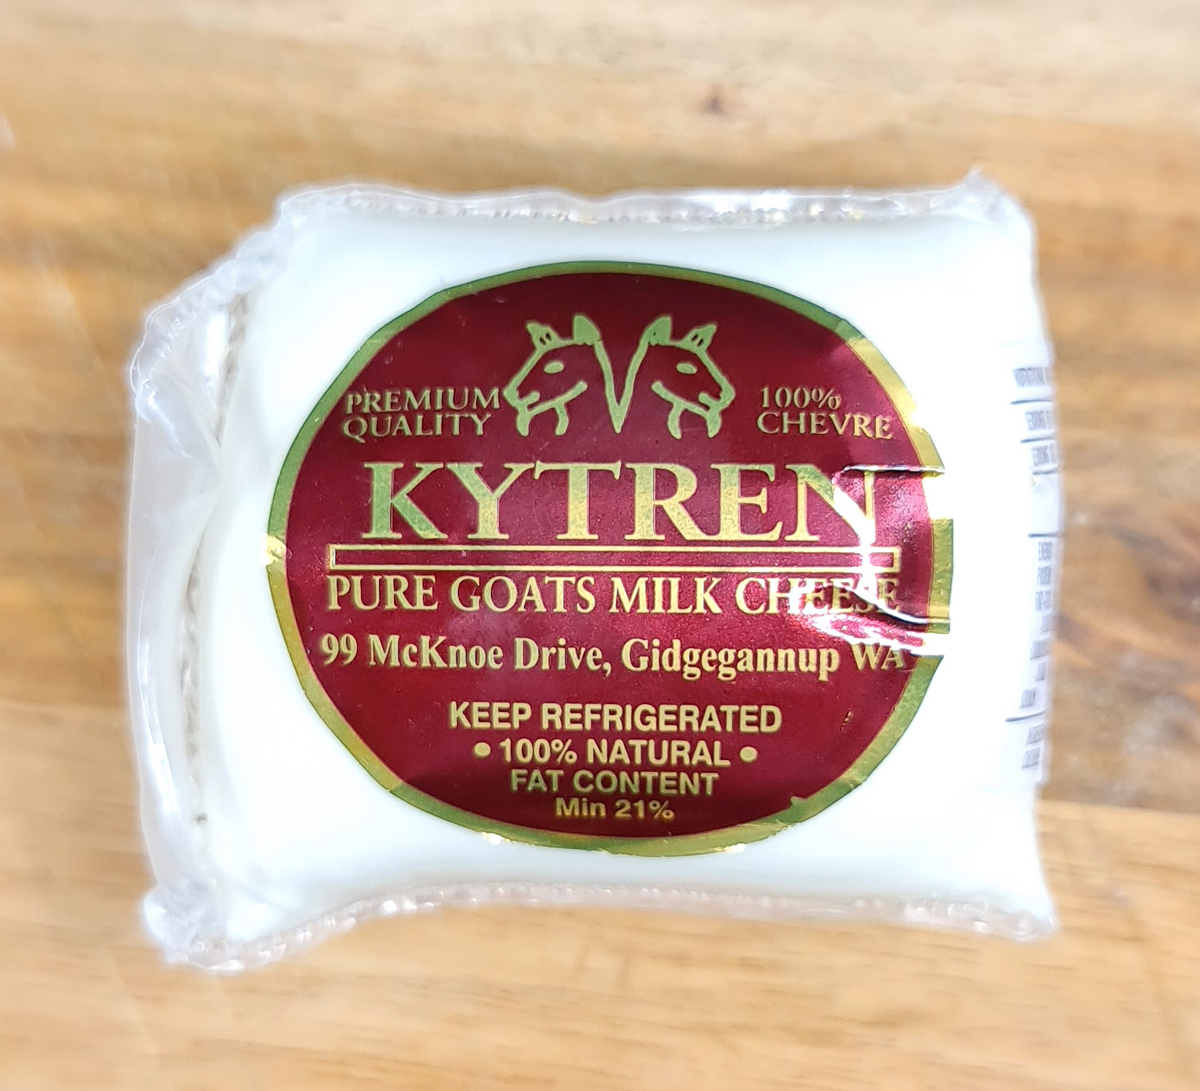 PREMIUM
QUALITY
100%
CHEVRE
KYTREN
PURE GOATS MILK CHEESE
99 McKnoe Drive, Gidgegannup WA
KEEP REFRIGERATED
• 100% NATURAL •
FAT CONTENT
Min 21%